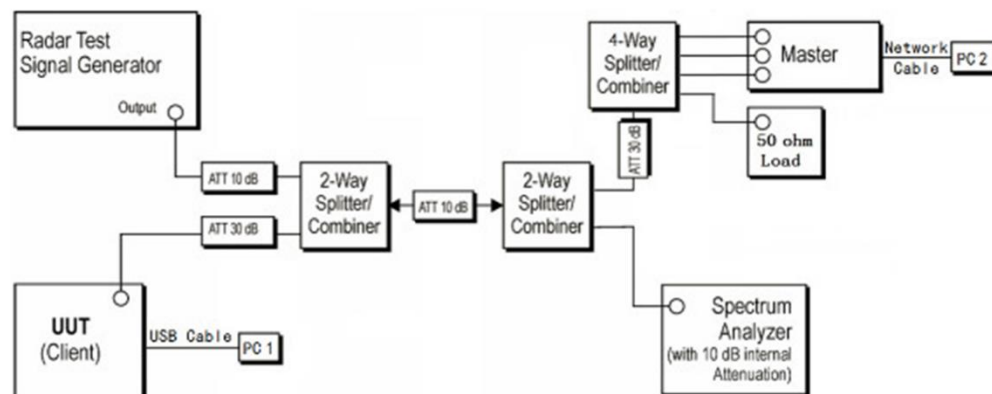 Radar Test
Signal Generator
Output
ATT 10 dB
ATT 30 dB
2-Way
Splitter/
Combiner
ATT 10 dB
2-Way
Splitter/
Combiner
4-Way
Splitter/
Combiner
ATT 30 dB
Master
Network
Cable
PC 2
50 ohm
Load
UUT
(Client)
USB Cable
PC 1
Spectrum
Analyzer
(with 10 dB internal
Attenuation)